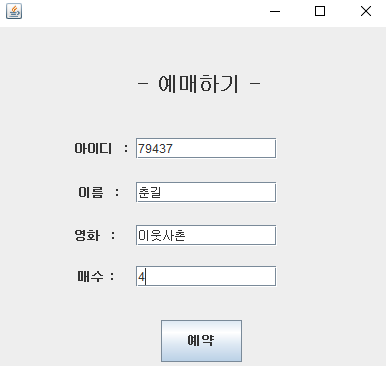 - 예매하기 -
아이디 : 79437
이름 : 춘길
영화 : 이웃사촌
매수 : 4
예약